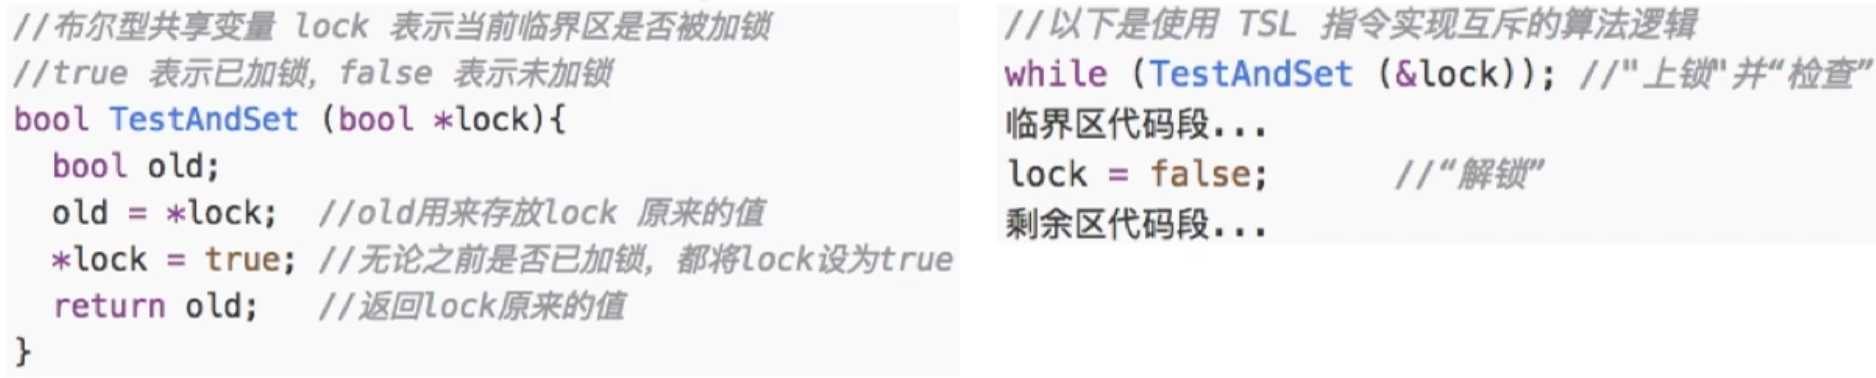 //布尔型共享变量 lock 表示当前临界区是否被加锁
//true 表示已加锁，false 表示未加锁
bool TestAndSet (bool *lock){
bool old;
old = *lock; //old用来存放lock 原来的值
*lock = true; //无论之前是否已加锁，都将lock设为true
return old; //返回lock原来的值
}
//以下是使用 TSL 指令实现互斥的算法逻辑
while (TestAndSet (&lock)); //"上锁"并“检查”
临界区代码段...
lock = false; //“解锁”
剩余区代码段...